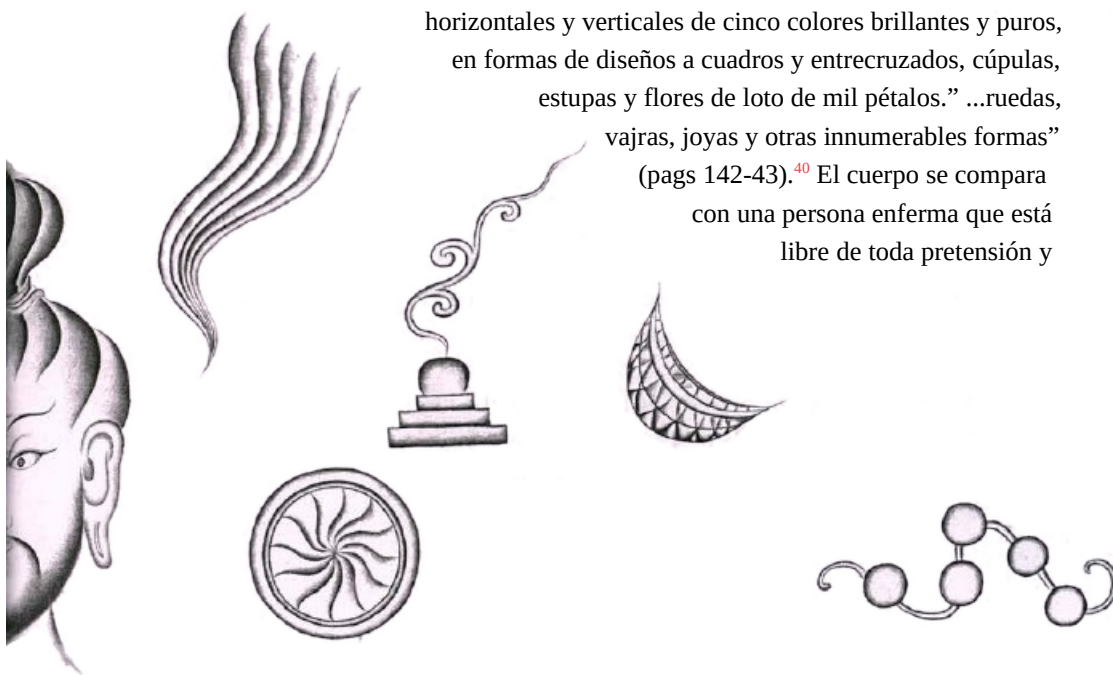 horizontales y verticales de cinco colores brillantes y puros,
en formas de diseños a cuadros y entrecruzados, cúpulas,
estupas y flores de loto de mil pétalos.” ...ruedas,
vajras, joyas y otras innumerables formas”
(pags 142-43).40 El cuerpo se compara
con una persona enferma que está
libre de toda pretensión y